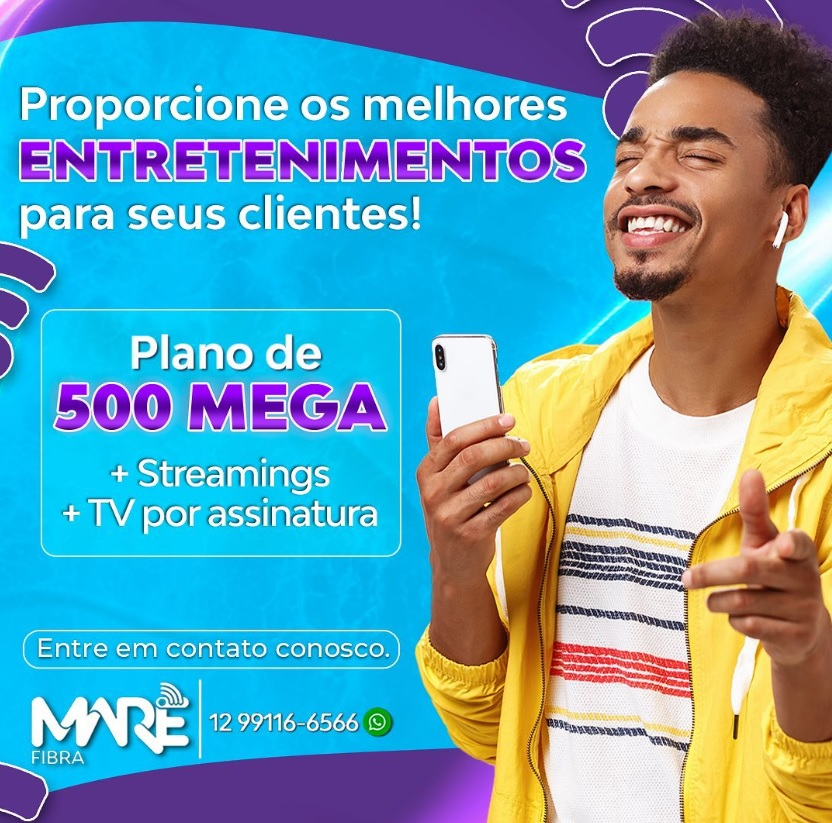 Proporcione os melhores
ENTRETENIMENTOS
para seus clientes!
Plano de
500 MEGA
+ Streamings
+ TV por assinatura
Entre em contato conosco.
MARÉ
FIBRA
12 99116-6566